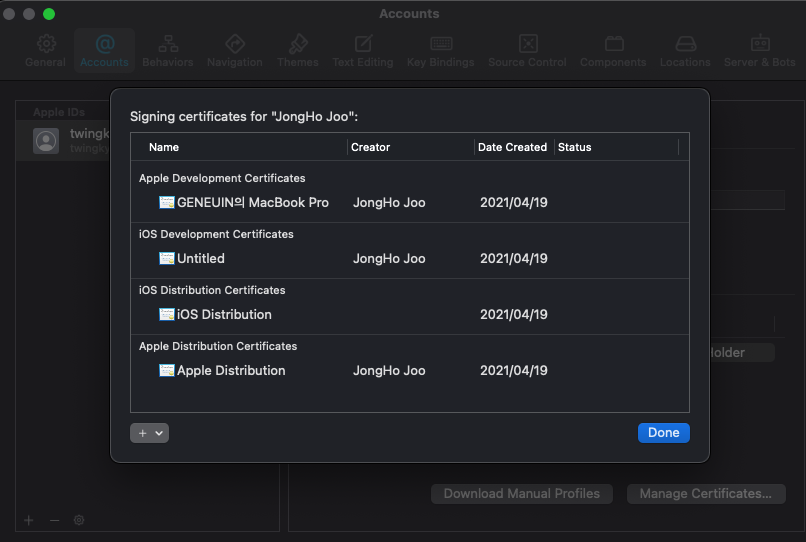 Accounts
General Accounts Behaviors Navigation Themes Text Editing Key Bindings Source Control Components Locations Server & Bots
Apple IDs
twingk
twingky
Signing certificates for "JongHo Joo":
Name Creator Date Created Status
Apple Development Certificates
GENEUIN의 MacBook Pro JongHo Joo 2021/04/19
iOS Development Certificates
Untitled JongHo Joo 2021/04/19
iOS Distribution Certificates
iOS Distribution 2021/04/19
Apple Distribution Certificates
Apple Distribution JongHo Joo 2021/04/19
+
Done
Download Manual Profiles Manage Certificates...
+ −